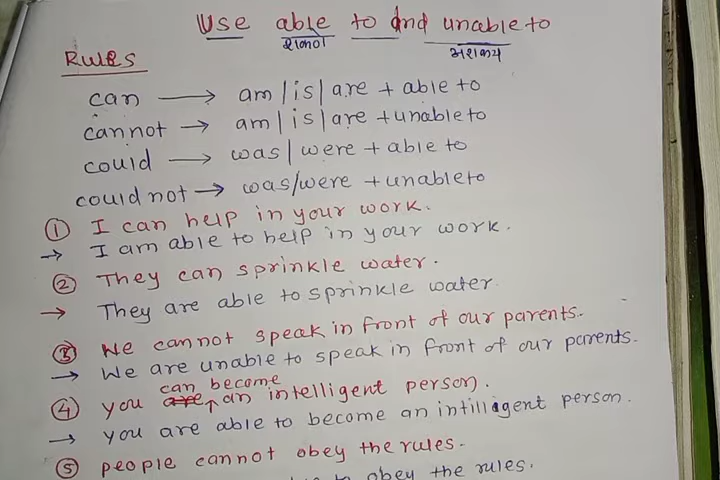 Use able to and unable to
शक्य अशक्य
Rules
can → am | is | are + able to
cannot → am | is | are + unable to
could → was | were + able to
could not → was/were + unable to
① I can help in your work.
→ I am able to help in your work.
② They can sprinkle water.
→ They are able to sprinkle water.
③ We cannot speak in front of our parents.
→ We are unable to speak in front of our parents.
can become
④ you are ↑ an intelligent person.
→ you are able to become an intilligent person.
⑤ people cannot obey the rules.
to obey the rules.